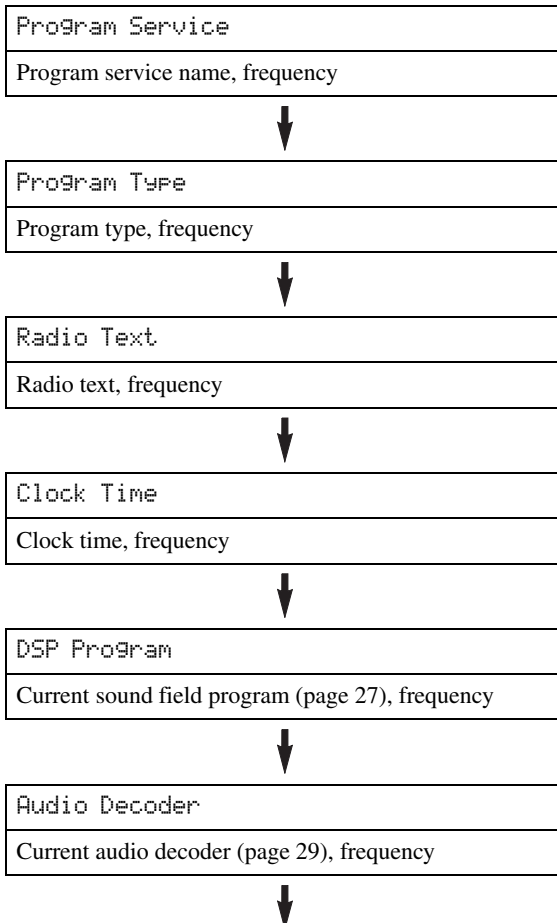 Program Service
Program service name, frequency
Program Type
Program type, frequency
Radio Text
Radio text, frequency
Clock Time
Clock time, frequency
DSP Program
Current sound field program (page 27), frequency
Audio Decoder
Current audio decoder (page 29), frequency